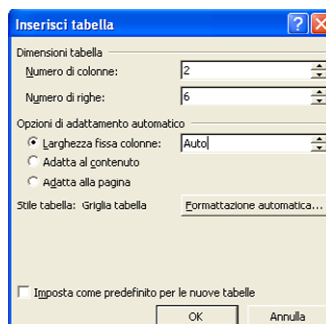 Inserisci tabella
Dimensioni tabella
Numero di colonne: 2
Numero di righe: 6
Opzioni di adattamento automatico
Larghezza fissa colonne: Auto
Adatta al contenuto
Adatta alla pagina
Stile tabella: Griglia tabella Formattazione automatica...
Imposta come predefinito per le nuove tabelle
OK Annulla